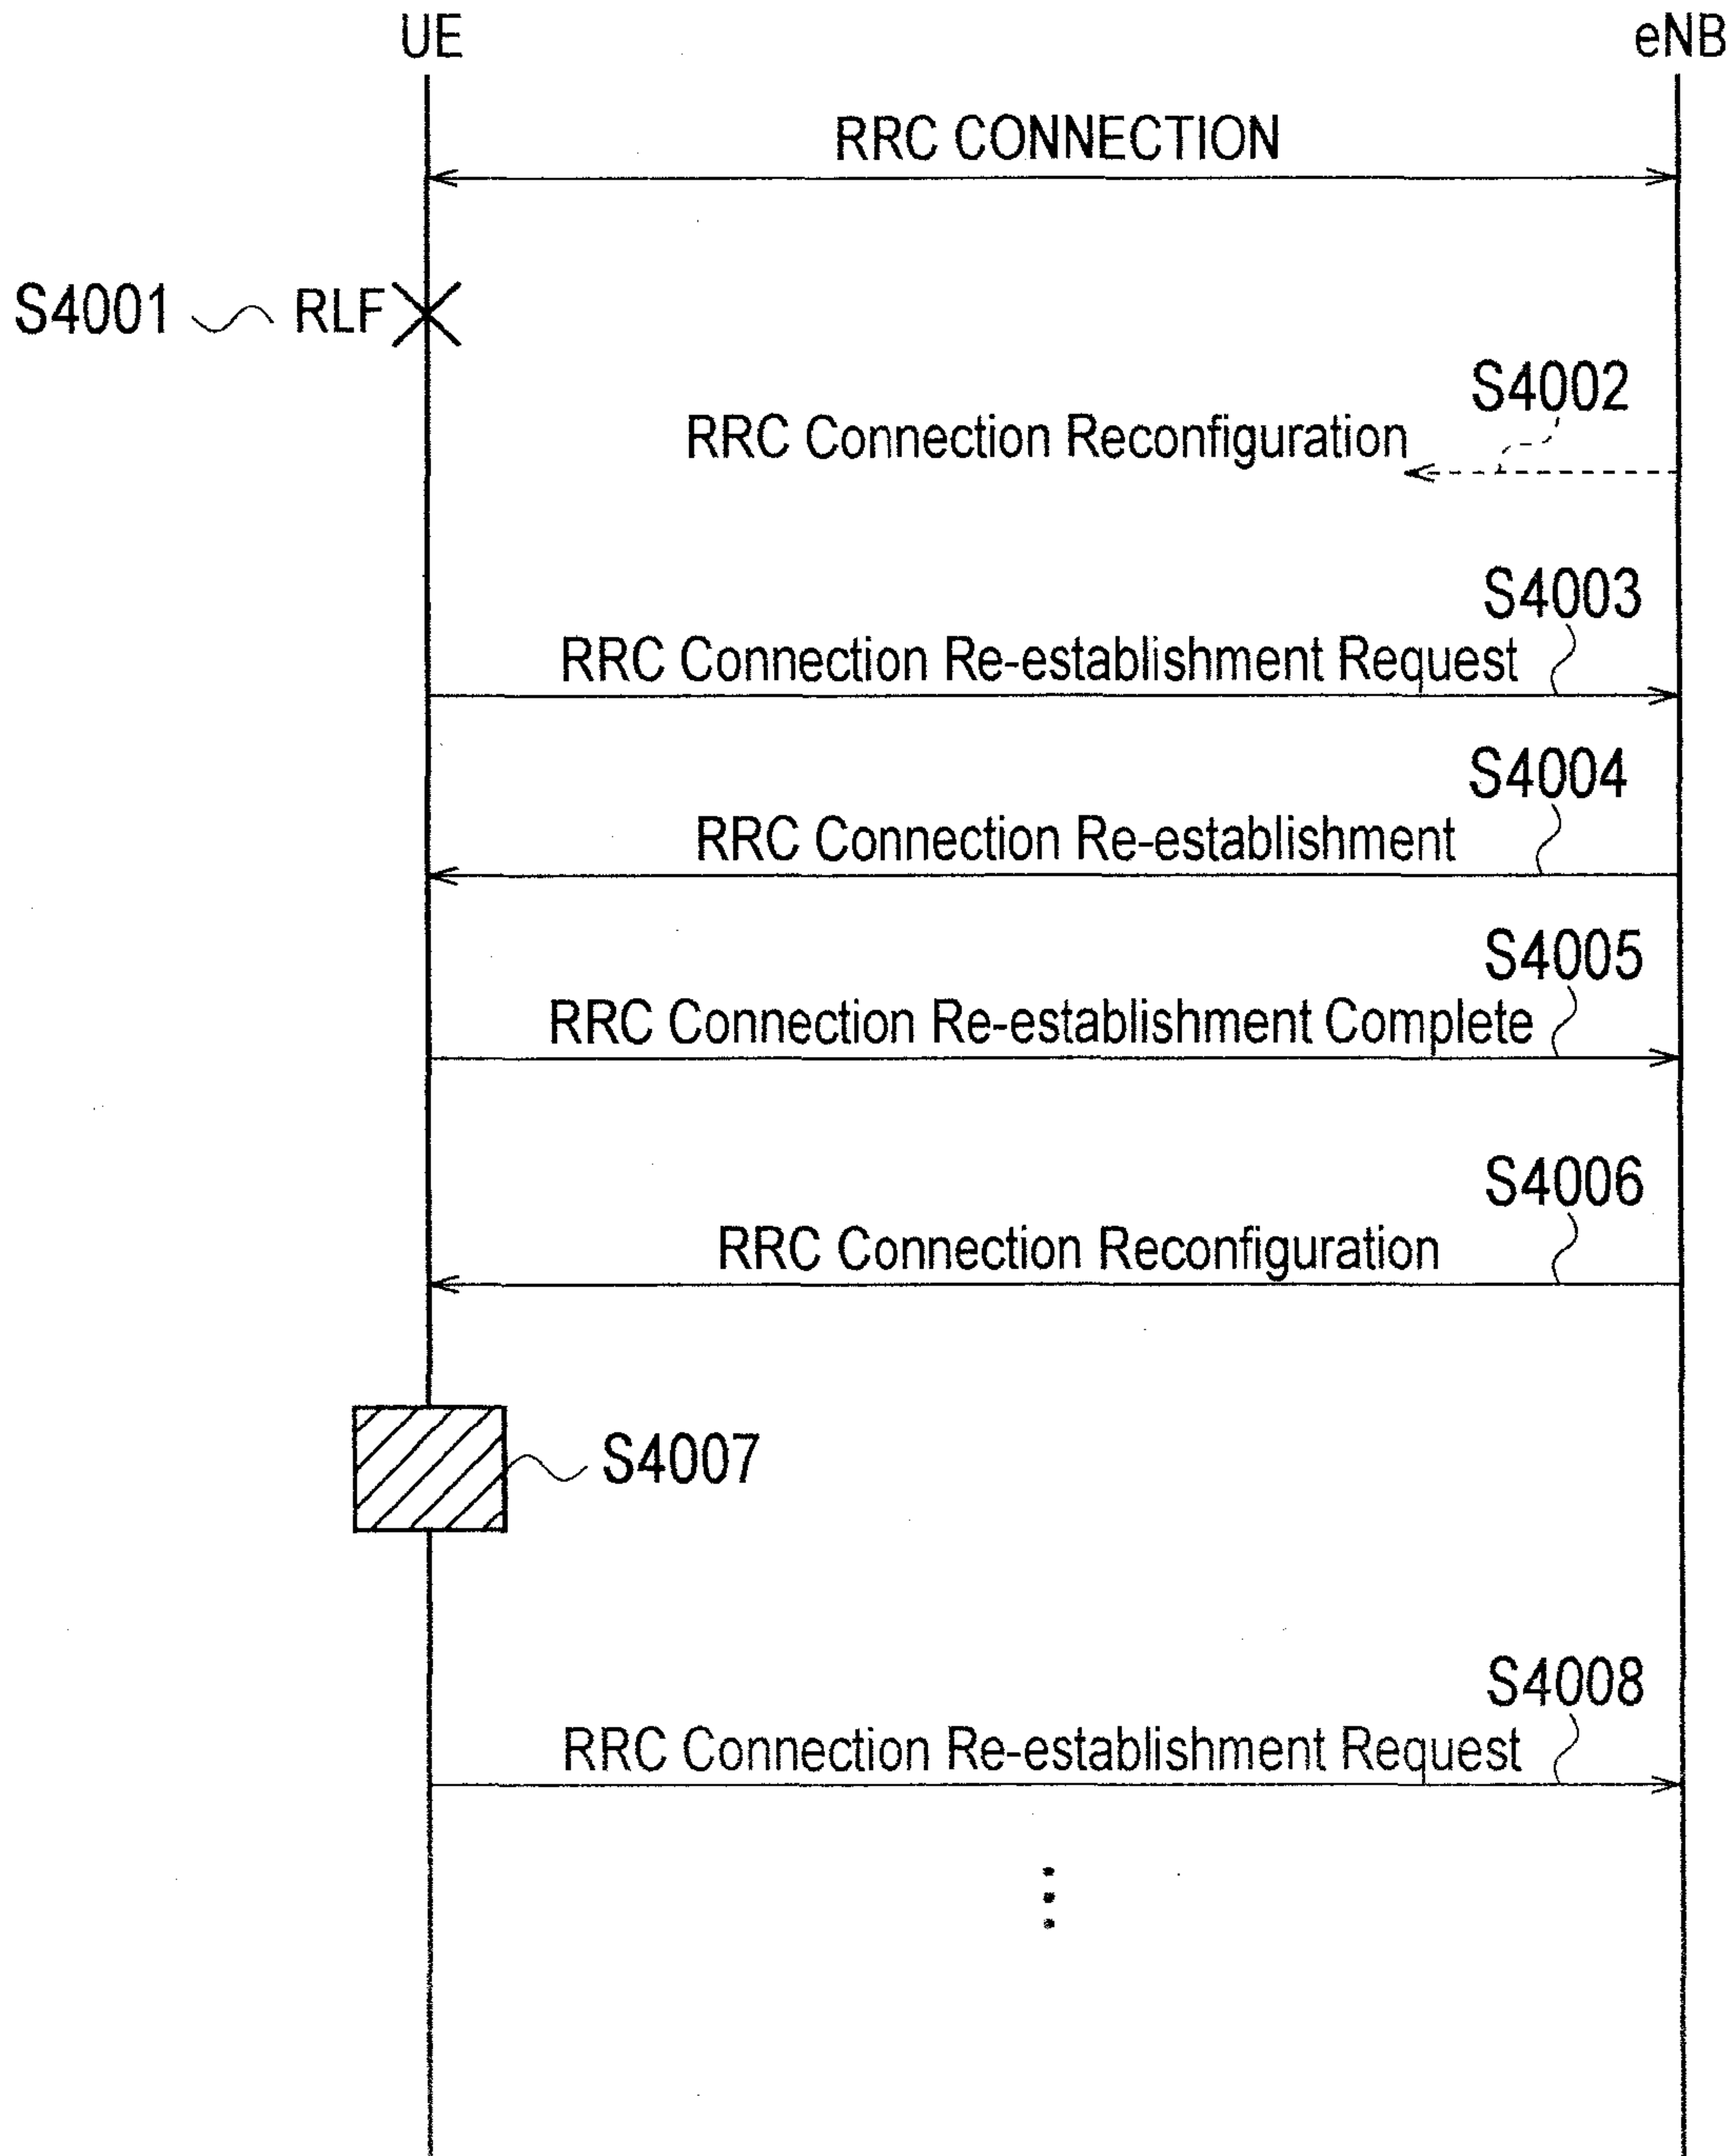 UE eNB
RRC CONNECTION
S4001 RLF
S4002
RRC Connection Reconfiguration
S4003
RRC Connection Re-establishment Request
S4004
RRC Connection Re-establishment
S4005
RRC Connection Re-establishment Complete
S4006
RRC Connection Reconfiguration
S4007
S4008
RRC Connection Re-establishment Request